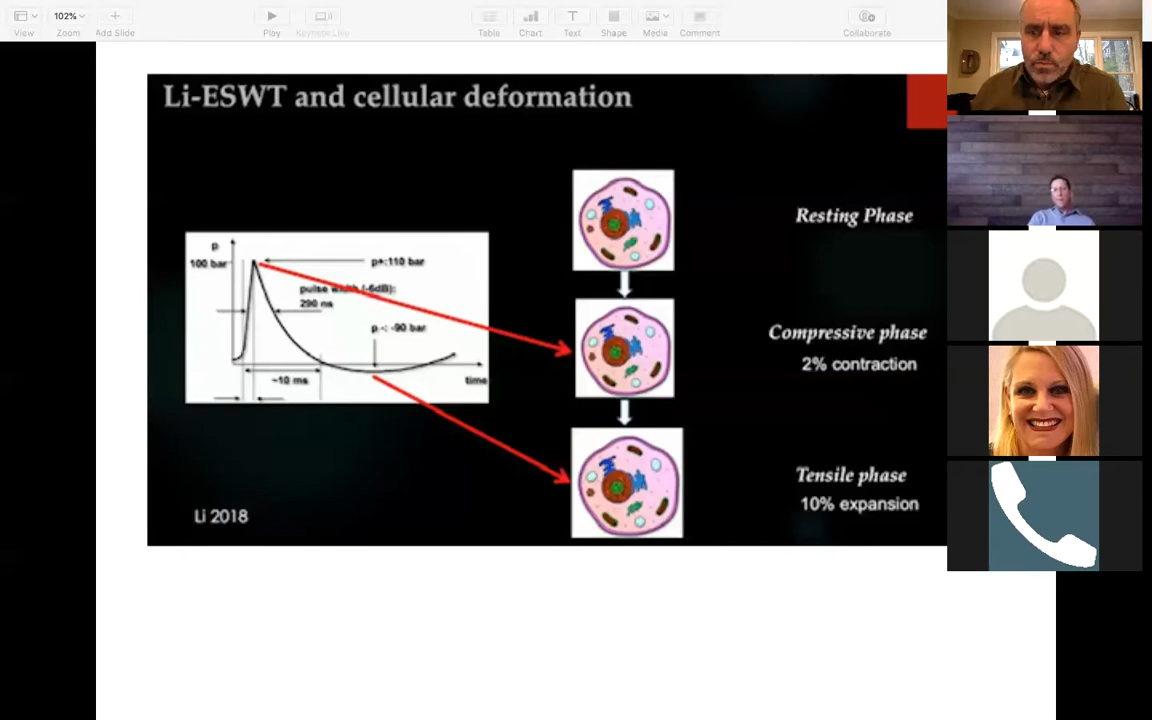 102%
View
Zoom
Add Slide
Play
Keynote Live
Table
Chart
Text
Shape
Media
Comment
Collaborate
Li-ESWT and cellular deformation
Resting Phase
p
100 bar
p+:110 bar
pulse width (-6dB):
290 ns
p-: -90 bar
~10 ms
time
Compressive phase
2% contraction
Tensile phase
10% expansion
Li 2018